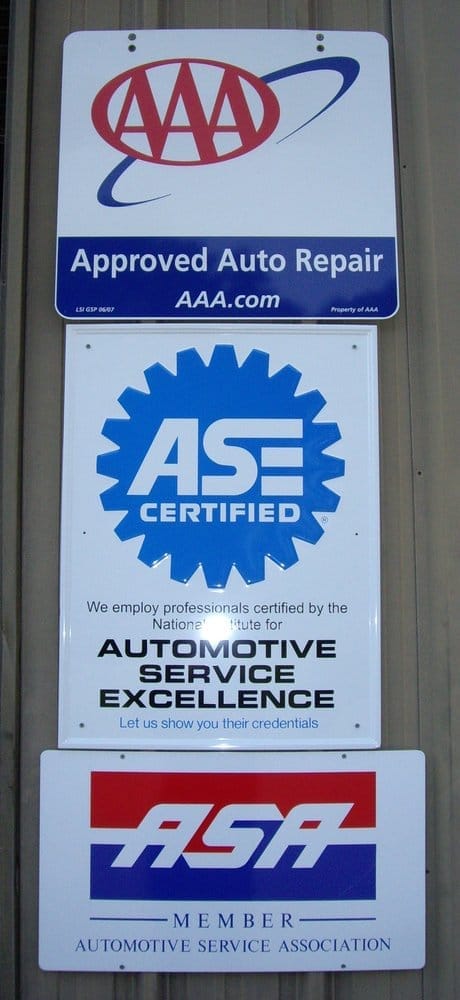 AAA
Approved Auto Repair
AAA.com
LSI GSP 06/07 Property of AAA
ASE
CERTIFIED ®
We employ professionals certified by the
National for
AUTOMOTIVE
SERVICE
EXCELLENCE
Let us show you their credentials
ASA
MEMBER
AUTOMOTIVE SERVICE ASSOCIATION